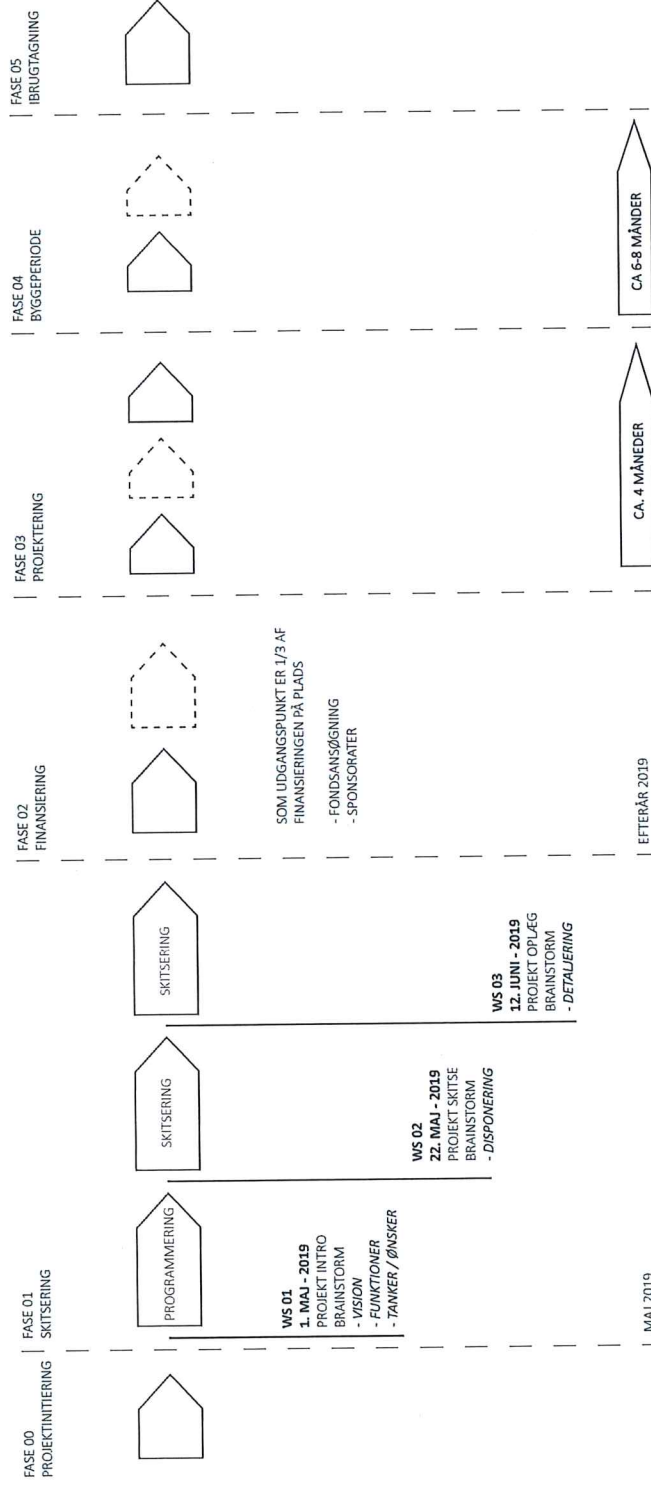 FASE 00
PROJEKTINITIERING
FASE 01
SKITSERING
PROGRAMMERING
WS 01
1. MAJ - 2019
PROJEKT INTRO
BRAINSTORM
- VISION
- FUNKTIONER
- TANKER / ØNSKER
SKITSERING
WS 02
22. MAJ - 2019
PROJEKT SKITSE
BRAINSTORM
- DISPONERING
SKITSERING
WS 03
12. JUNI - 2019
PROJEKT OPLÆG
BRAINSTORM
- DETALJERING
MAJ 2019
FASE 02
FINANSIERING
SOM UDGANGSPUNKT ER 1/3 AF
FINANSIERINGEN PÅ PLADS
- FONDSANSØGNING
- SPONSORATER
EFTERÅR 2019
FASE 03
PROJEKTERING
CA. 4 MÅNEDER
FASE 04
BYGGEPERIODE
CA 6-8 MÅNDER
FASE 05
IBRUGTAGNING